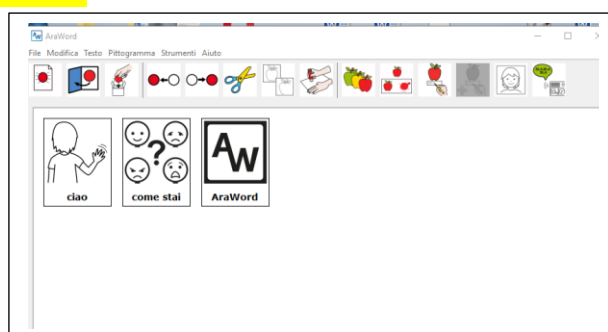 AraWord
File Modifica Testo Pittogramma Strumenti Aiuto
AW
ciao
come stai
AraWord